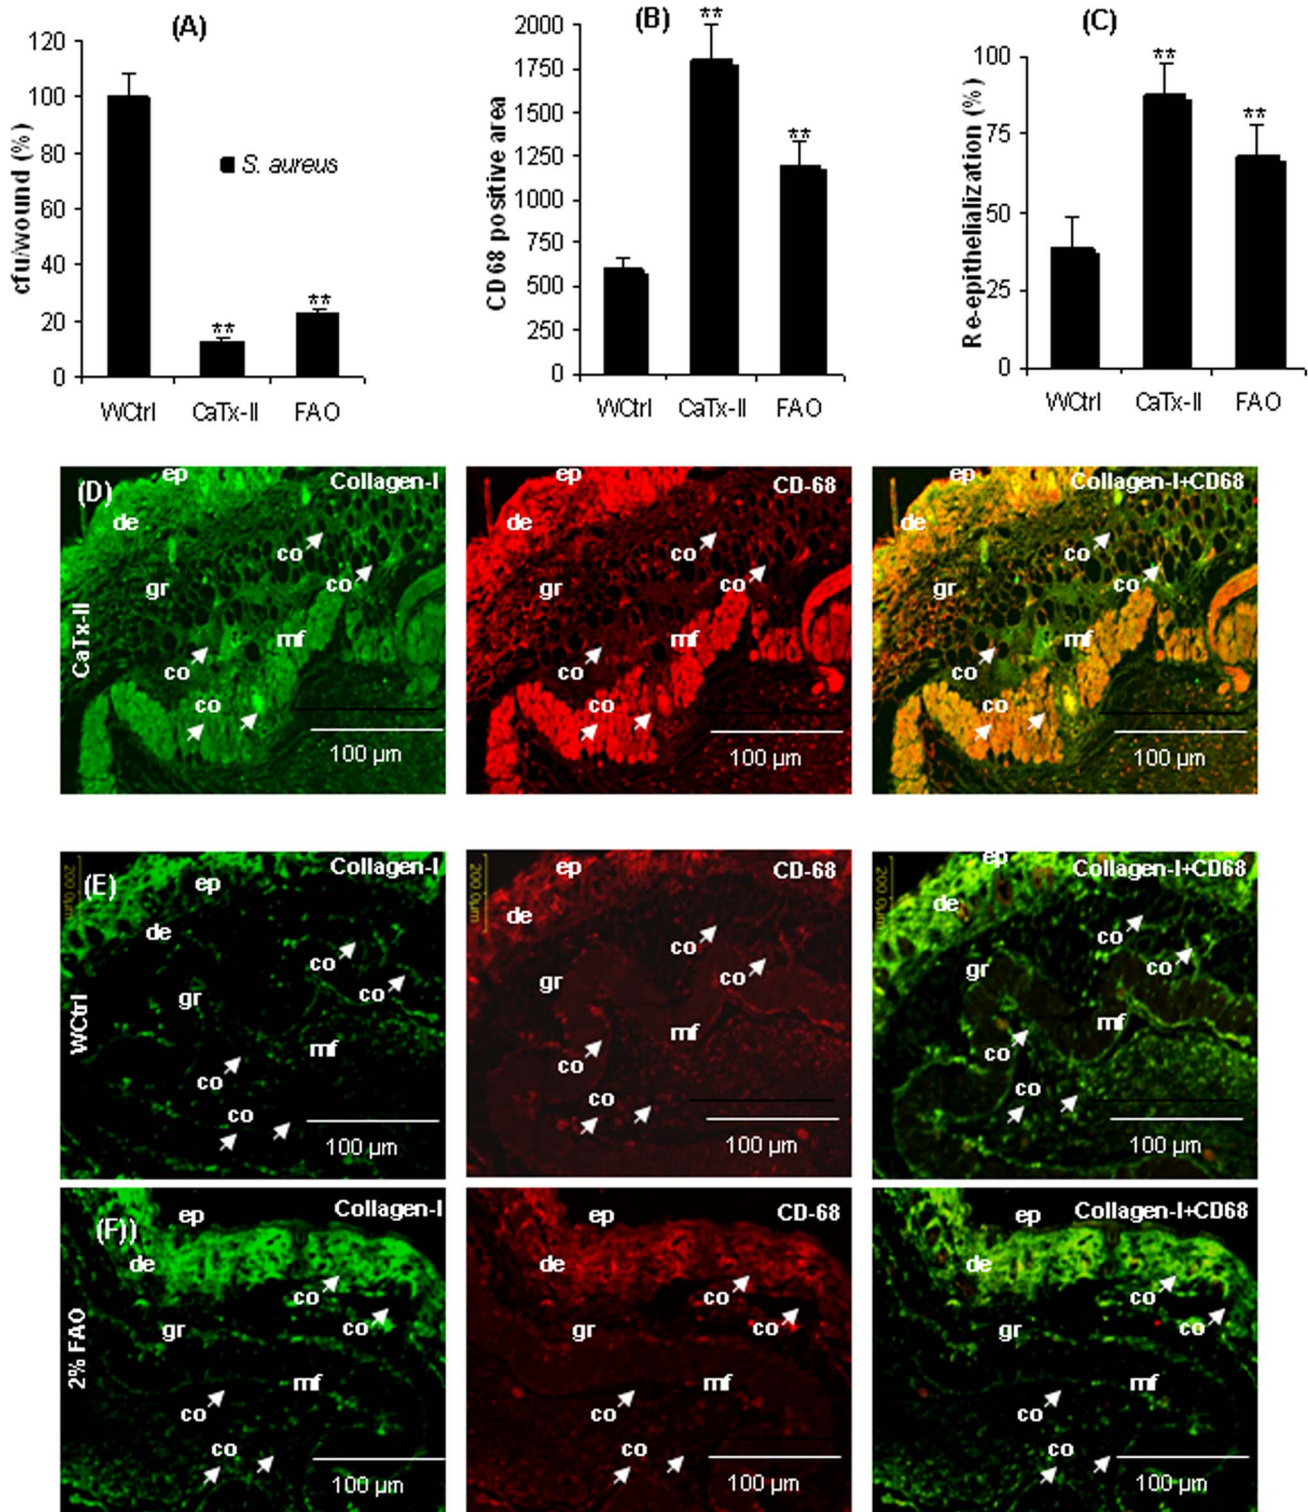 (A)
120
100
80
60
40
20
0
cfu/wound (%)
S. aureus
**
**
WCtrl CaTx-II FAO
(B)
2000
1750
1500
1250
1000
750
500
250
0
CD68 positive area
**
**
WCtrl CaTx-II FAO
(C)
100
75
50
25
0
Re-epithelialization (%)
**
**
WCtrl CaTx-II FAO
(D)
CaTx-II
ep
Collagen-I
de
co
co
gr
mf
co
co
100 µm
ep
CD-68
de
co
co
gr
mf
co
co
100 µm
ep
Collagen-I+CD68
de
co
co
gr
mf
co
co
100 µm
(E)
WCtrl
200.0µm
Collagen-I
ep
de
co
co
gr
mf
co
co
100 µm
200.0µm
ep
CD-68
de
co
co
gr
mf
co
co
100 µm
200.0µm
ep
Collagen-I+CD68
de
co
co
gr
mf
co
co
100 µm
(F))
2% FAO
ep
Collagen-I
de
co
co
gr
mf
co
co
100 µm
ep
CD-68
de
co
co
gr
mf
co
co
100 µm
ep
Collagen-I+CD68
de
co
co
gr
mf
co
co
100 µm